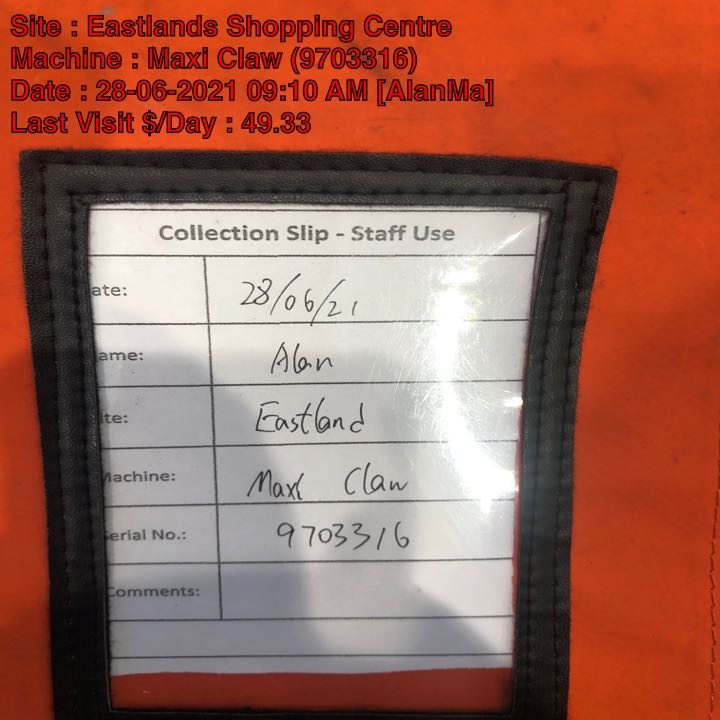 Site : Eastlands Shopping Centre
Machine : Maxi Claw (9703316)
Date : 28-06-2021 09:10 AM [AlanMa]
Last Visit $/Day : 49.33
Collection Slip - Staff Use
ate: 28/06/21
ame: Alan
ite: Eastland
Machine: Maxi Claw
erial No.: 9703316
Comments: